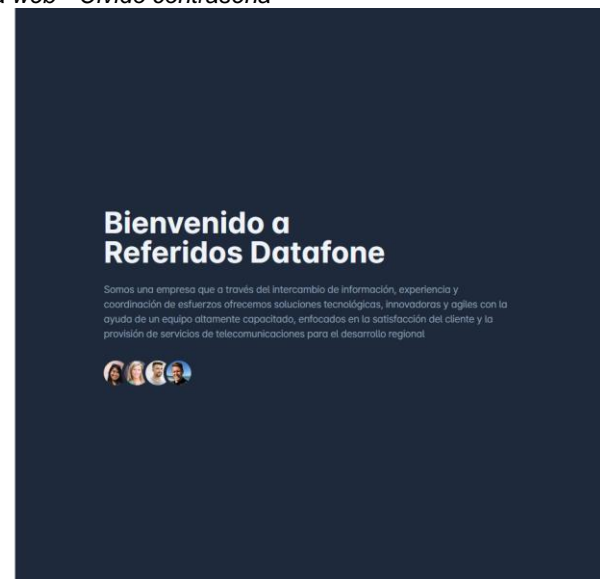 web
Bienvenido a
Referidos Datafone
Somos una empresa que a través del intercambio de información, experiencia y
coordinación de esfuerzos ofrecemos soluciones tecnológicas, innovadoras y agiles con la
ayuda de un equipo altamente capacitado, enfocados en la satisfacción del cliente y la
provisión de servicios de telecomunicaciones para el desarrollo regional